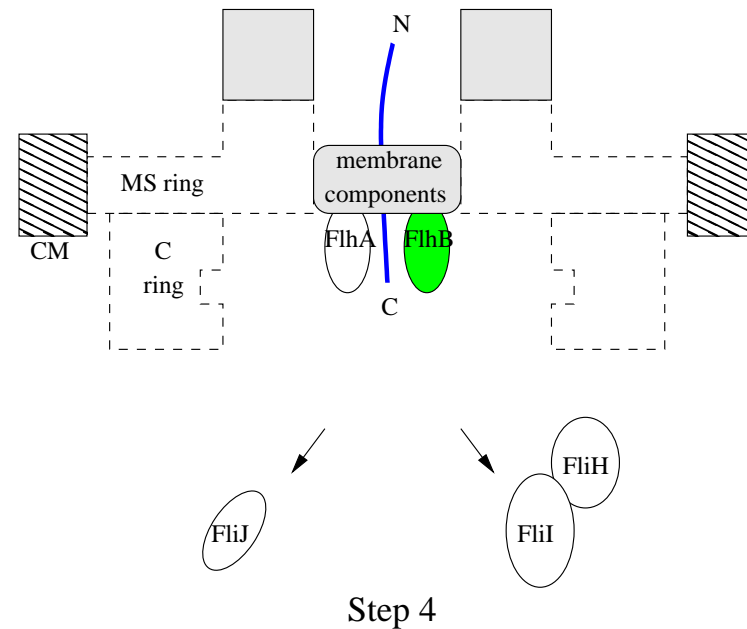 N
membrane
components
MS ring
CM
C
ring
FlhA
FlhB
C
FliH
FliJ
FliI
Step 4